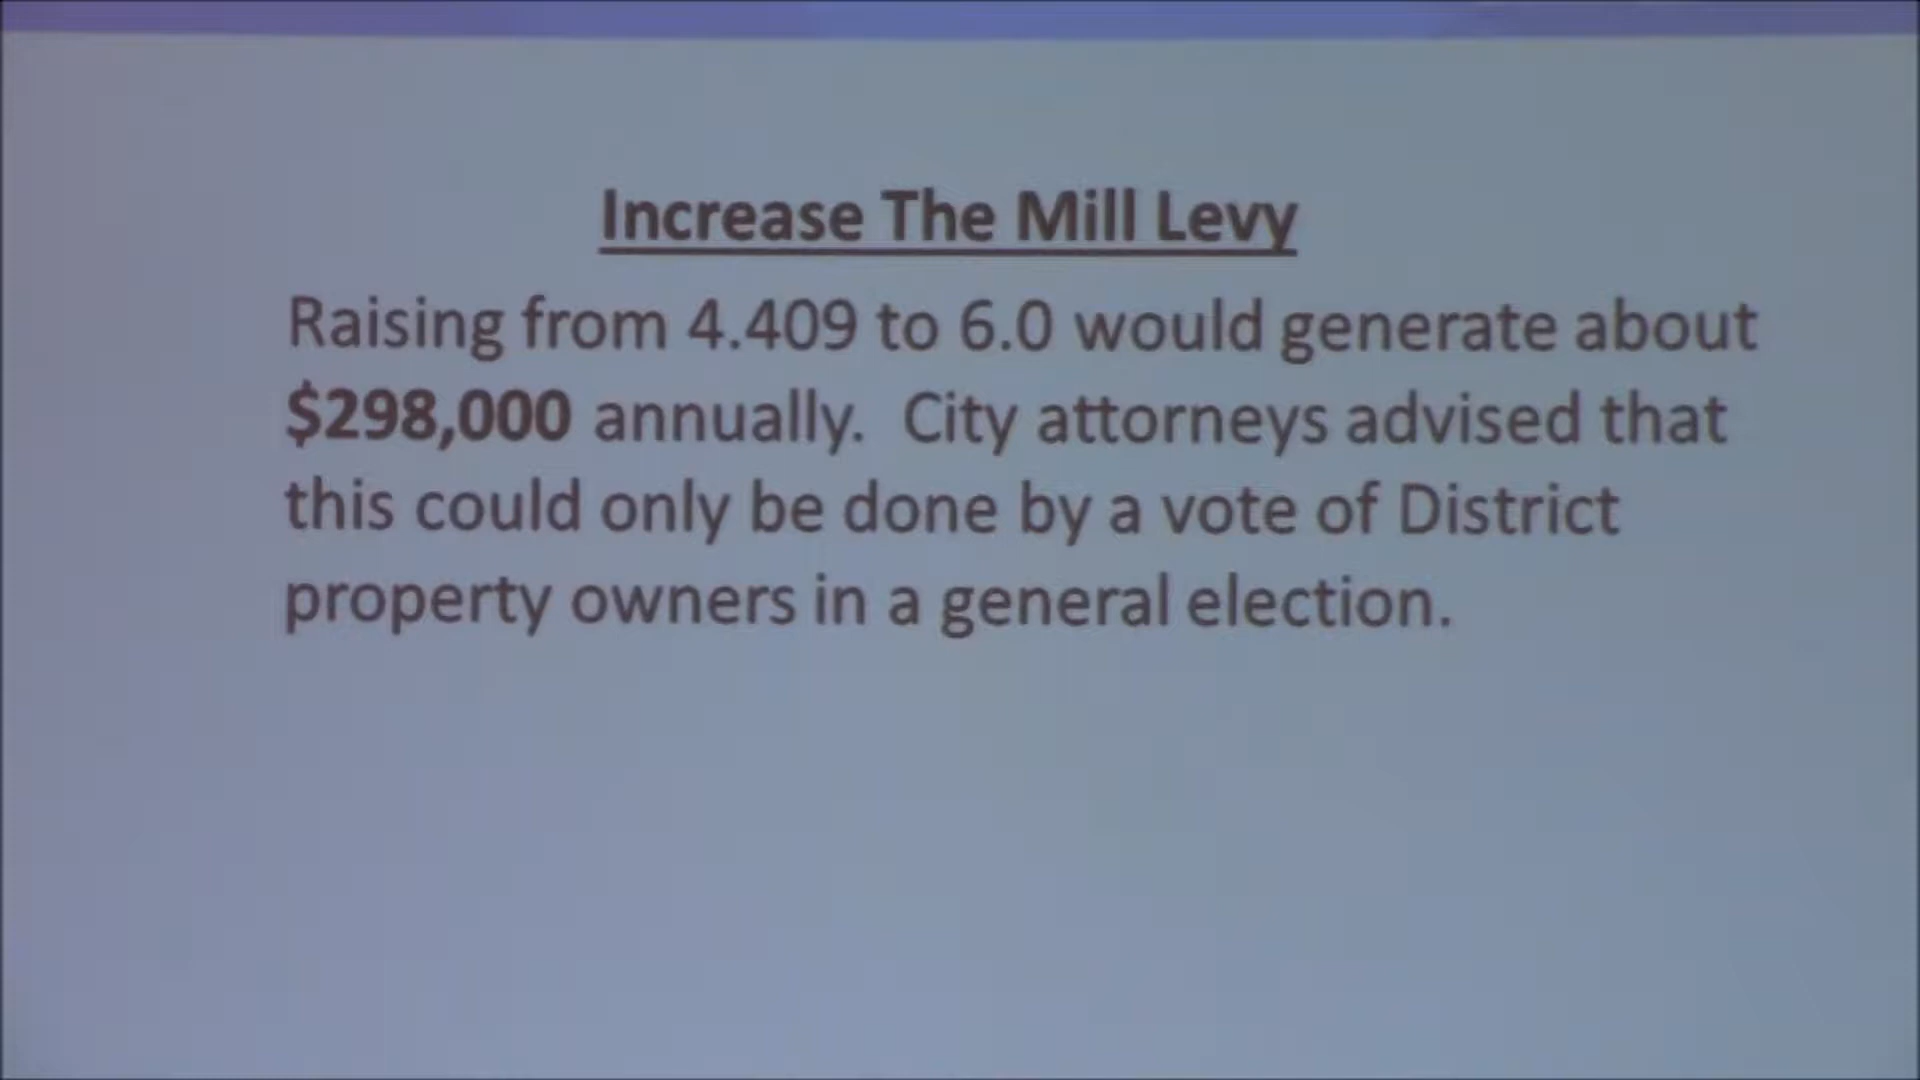 Increase The Mill Levy
Raising from 4.409 to 6.0 would generate about
$298,000 annually.  City attorneys advised that
this could only be done by a vote of District
property owners in a general election.